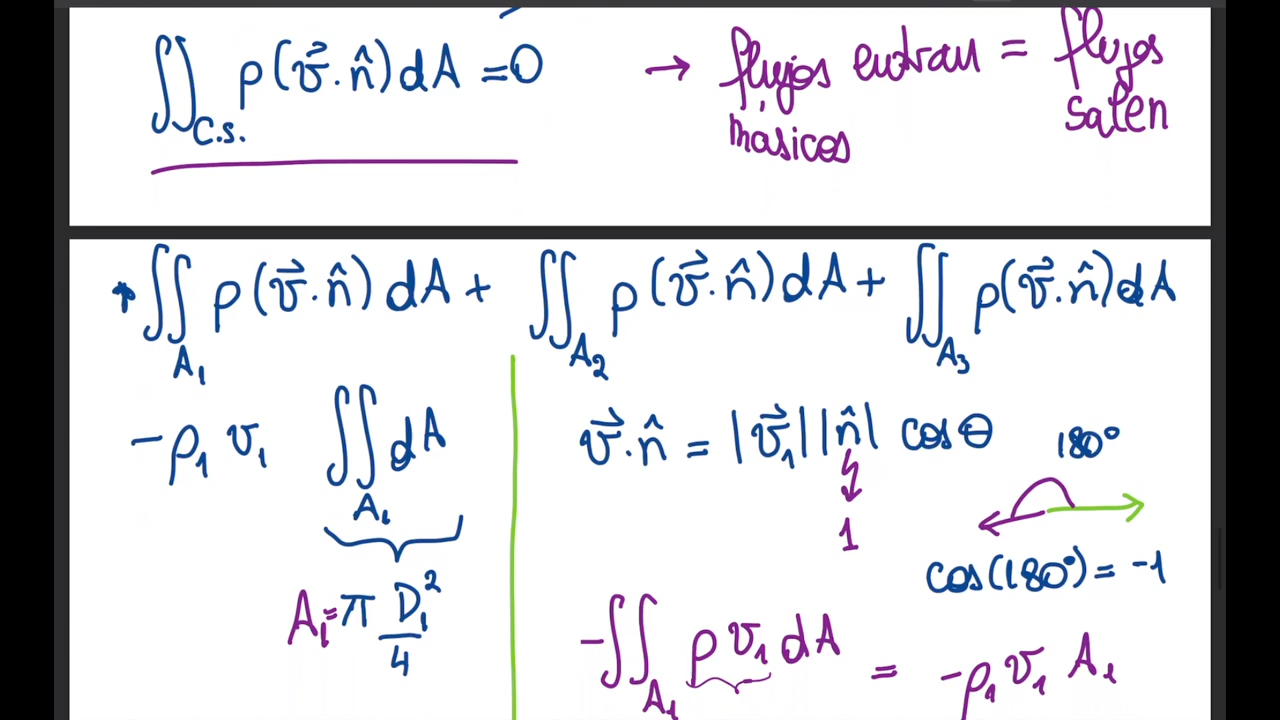 ∬_{C.s.} ρ(v⃗.n̂)dA = 0 → flujos entran = flujos
másicos salen
∬_{A₁} ρ(v⃗.n̂) dA + ∬_{A₂} ρ(v⃗.n̂)dA + ∬_{A₃} ρ(v⃗.n̂)dA
-ρ₁ v₁ ∬_{A₁} dA
v⃗.n̂ = |v⃗₁||n̂| cos θ 180°
1
cos(180°) = -1
A₁ = π D₁²/4
-∬_{A₁} ρ v₁ dA = -ρ₁ v₁ A₁